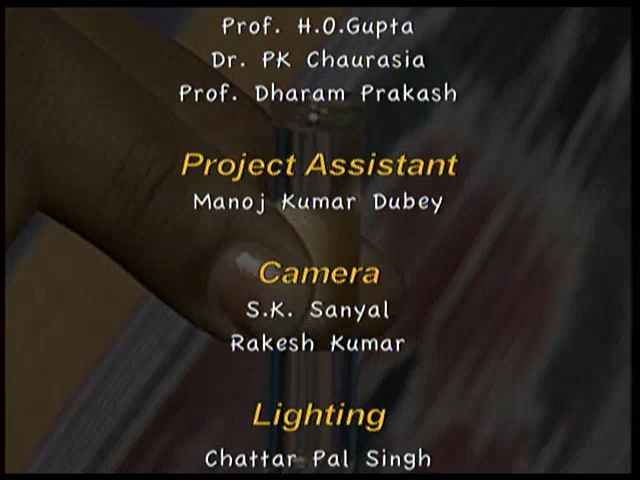 Prof. H.O.Gupta
Dr. PK Chaurasia
Prof. Dharam Prakash
Project Assistant
Manoj Kumar Dubey
Camera
S.K. Sanyal
Rakesh Kumar
Lighting
Chattar Pal Singh